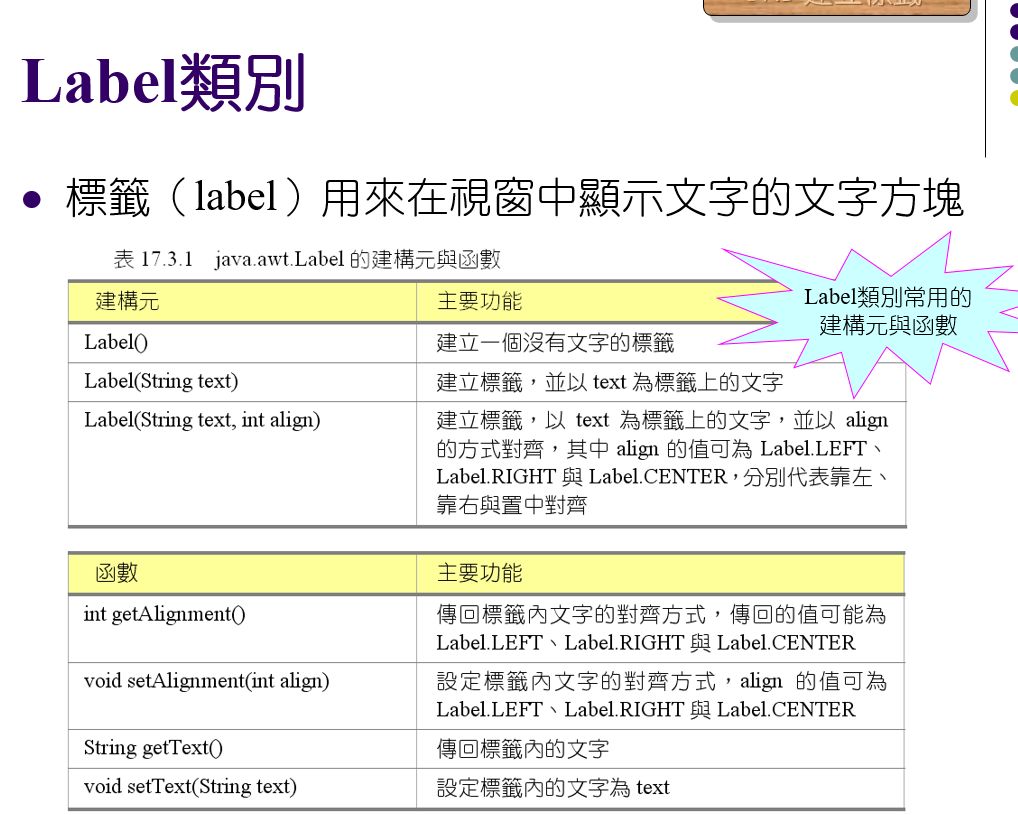 Label類別
標籤（label）用來在視窗中顯示文字的文字方塊
表 17.3.1 java.awt.Label 的建構元與函數
Label類別常用的
建構元與函數
建構元 主要功能
Label() 建立一個沒有文字的標籤
Label(String text) 建立標籤，並以 text 為標籤上的文字
Label(String text, int align) 建立標籤，以 text 為標籤上的文字，並以 align
的方式對齊，其中 align 的值可為 Label.LEFT、
Label.RIGHT 與 Label.CENTER，分別代表靠左、
靠右與置中對齊
函數 主要功能
int getAlignment() 傳回標籤內文字的對齊方式，傳回的值可能為
Label.LEFT、Label.RIGHT 與 Label.CENTER
void setAlignment(int align) 設定標籤內文字的對齊方式，align 的值可為
Label.LEFT、Label.RIGHT 與 Label.CENTER
String getText() 傳回標籤內的文字
void setText(String text) 設定標籤內的文字為 text